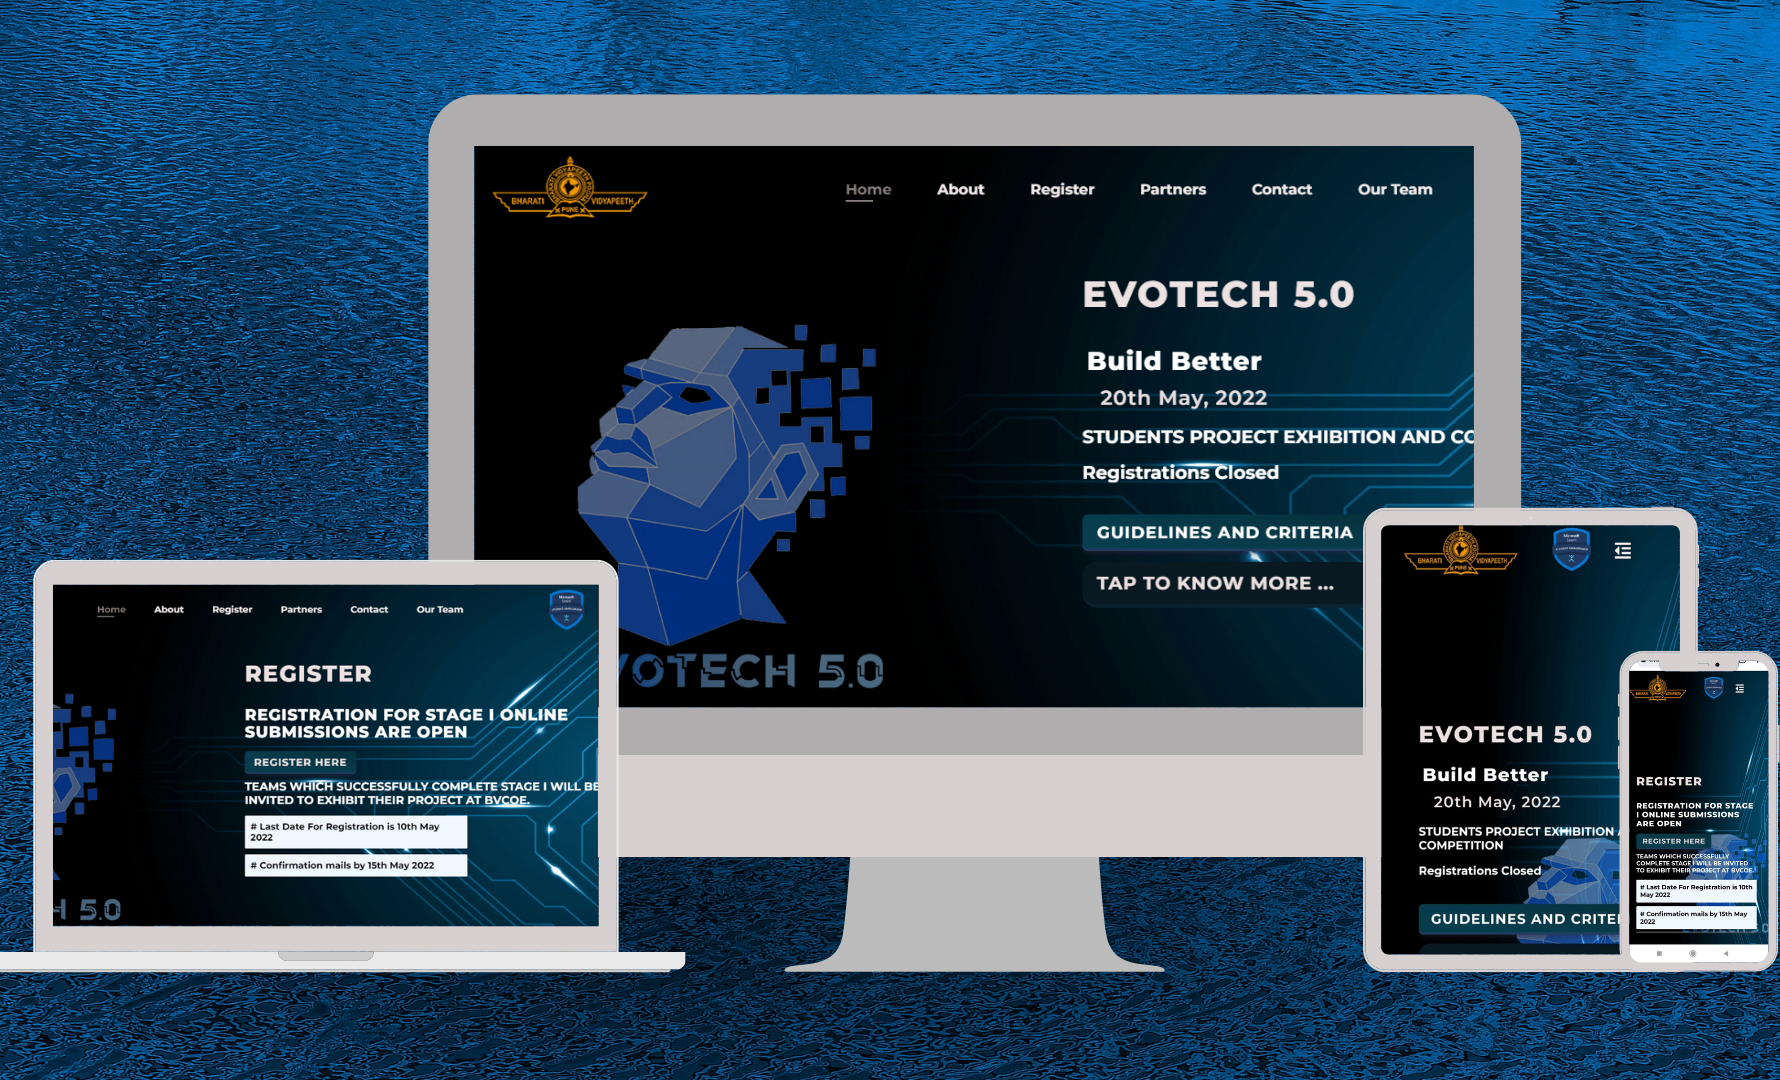 BHARATI VIDYAPEETH
PUNE
Home About Register Partners Contact Our Team
EVOTECH 5.0
Build Better
20th May, 2022
STUDENTS PROJECT EXHIBITION AND CO
Registrations Closed
GUIDELINES AND CRITERIA
TAP TO KNOW MORE ...
VOTECH 5.0
Home About Register Partners Contact Our Team
Microsoft
Learn
REGISTER
REGISTRATION FOR STAGE I ONLINE
SUBMISSIONS ARE OPEN
REGISTER HERE
TEAMS WHICH SUCCESSFULLY COMPLETE STAGE I WILL BE
INVITED TO EXHIBIT THEIR PROJECT AT BVCOE.
# Last Date For Registration is 10th May
2022
# Confirmation mails by 15th May 2022
H 5.0
BHARATI VIDYAPEETH
PUNE
Microsoft
Learn
EVOTECH 5.0
Build Better
20th May, 2022
STUDENTS PROJECT EXHIBITION A
COMPETITION
Registrations Closed
GUIDELINES AND CRITE
REGISTER
REGISTRATION FOR STAGE
I ONLINE SUBMISSIONS
ARE OPEN
REGISTER HERE
TEAMS WHICH SUCCESSFULLY
COMPLETE STAGE I WILL BE INVITED
TO EXHIBIT THEIR PROJECT AT BVCOE.
# Last Date For Registration is 10th
May 2022
# Confirmation mails by 15th May
2022